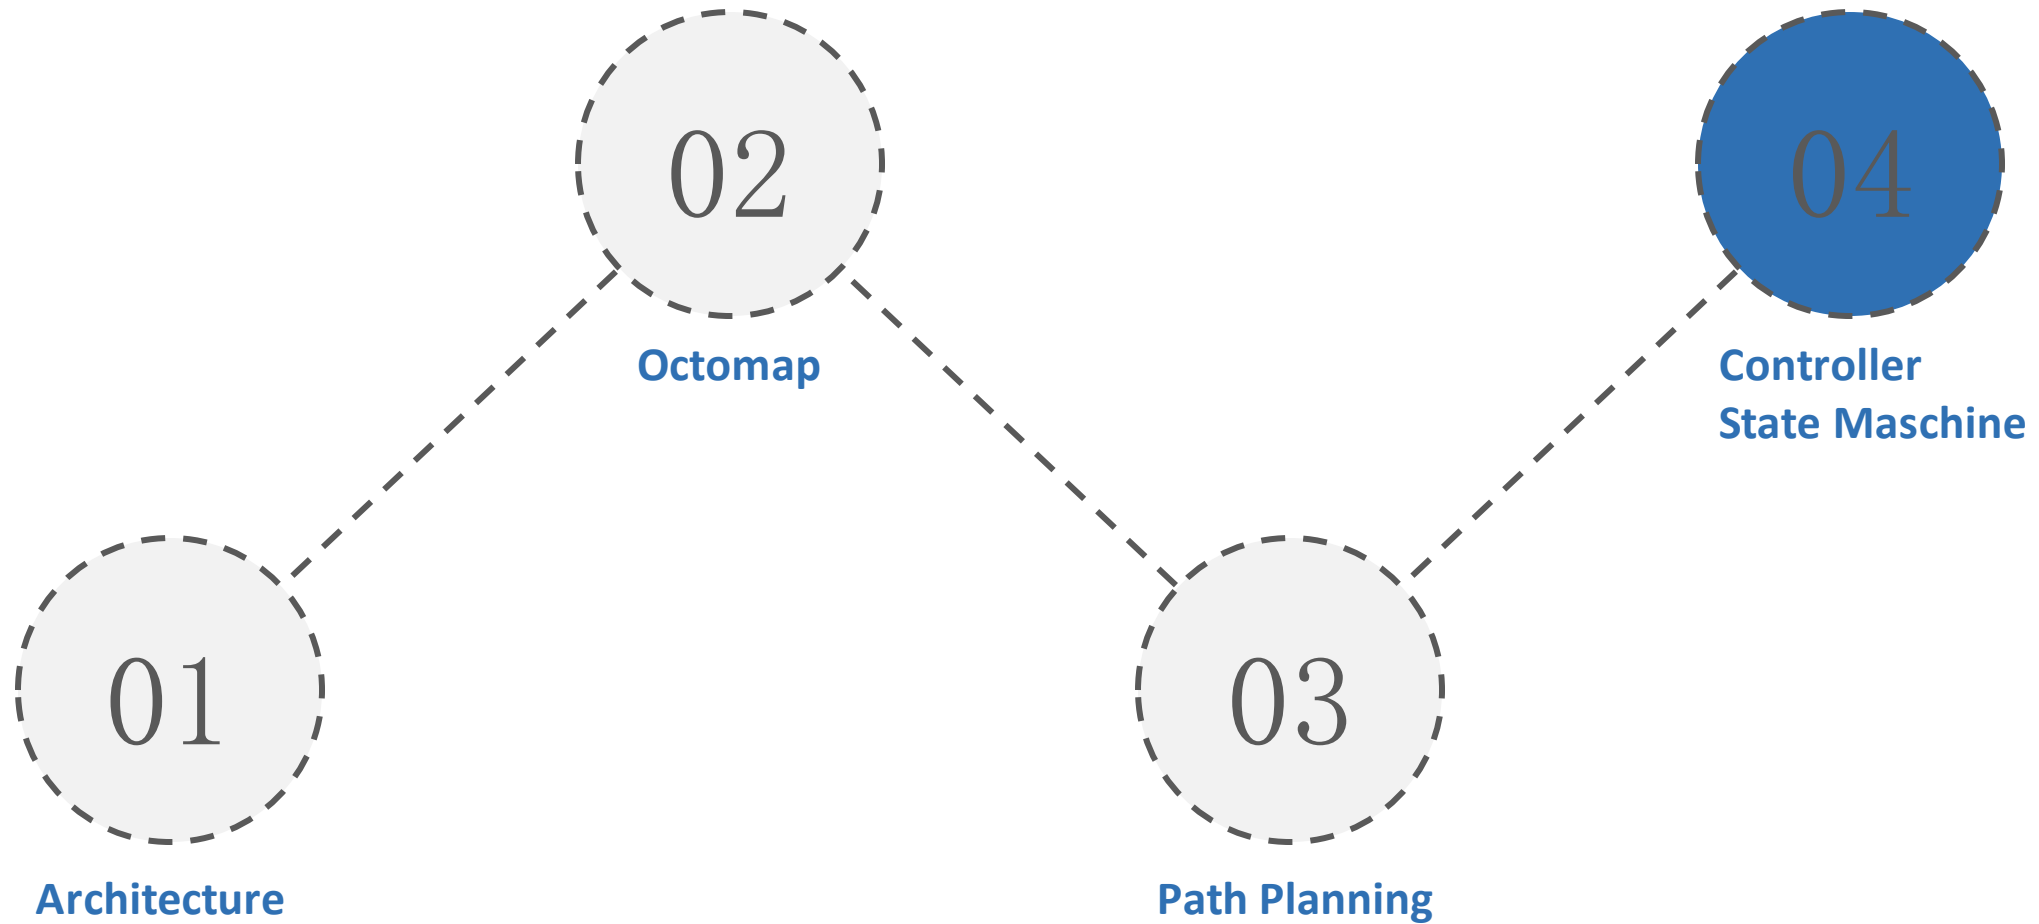 01
Architecture
02
Octomap
03
Path Planning
04
Controller
State Maschine